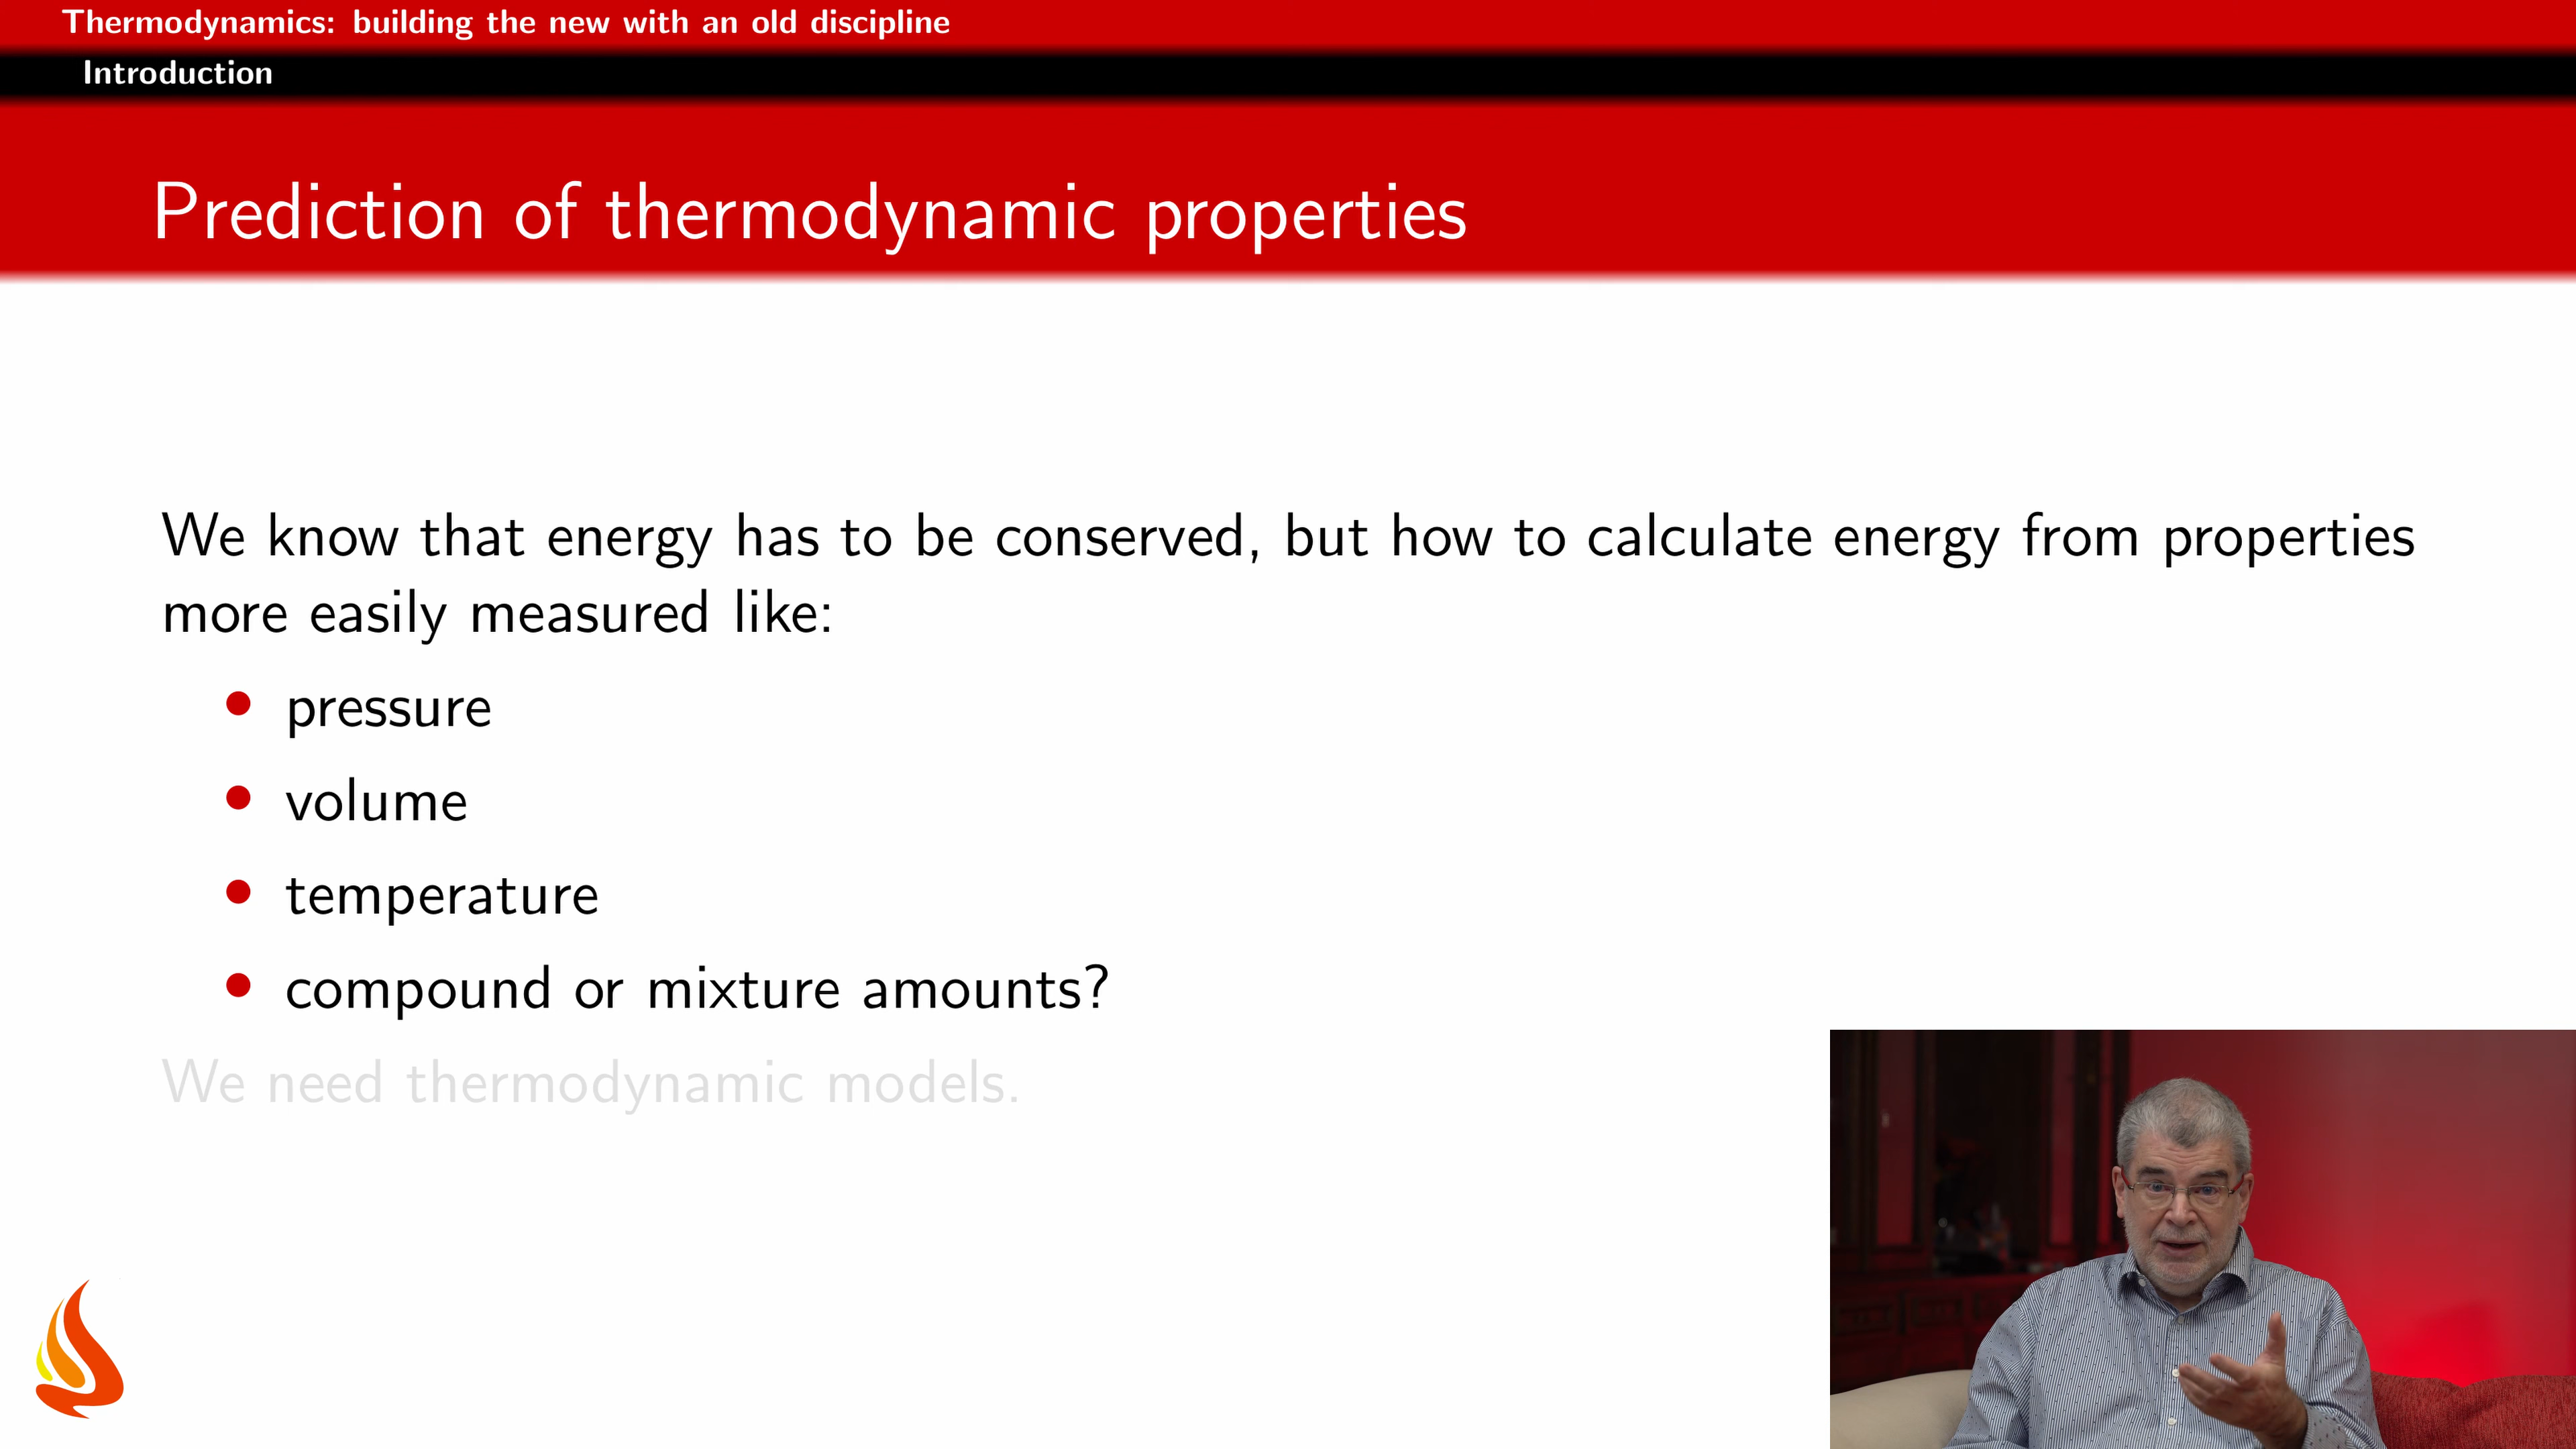 Thermodynamics: building the new with an old discipline
Introduction
Prediction of thermodynamic properties
We know that energy has to be conserved, but how to calculate energy from properties
more easily measured like:
• pressure
• volume
• temperature
• compound or mixture amounts?
We need thermodynamic models.